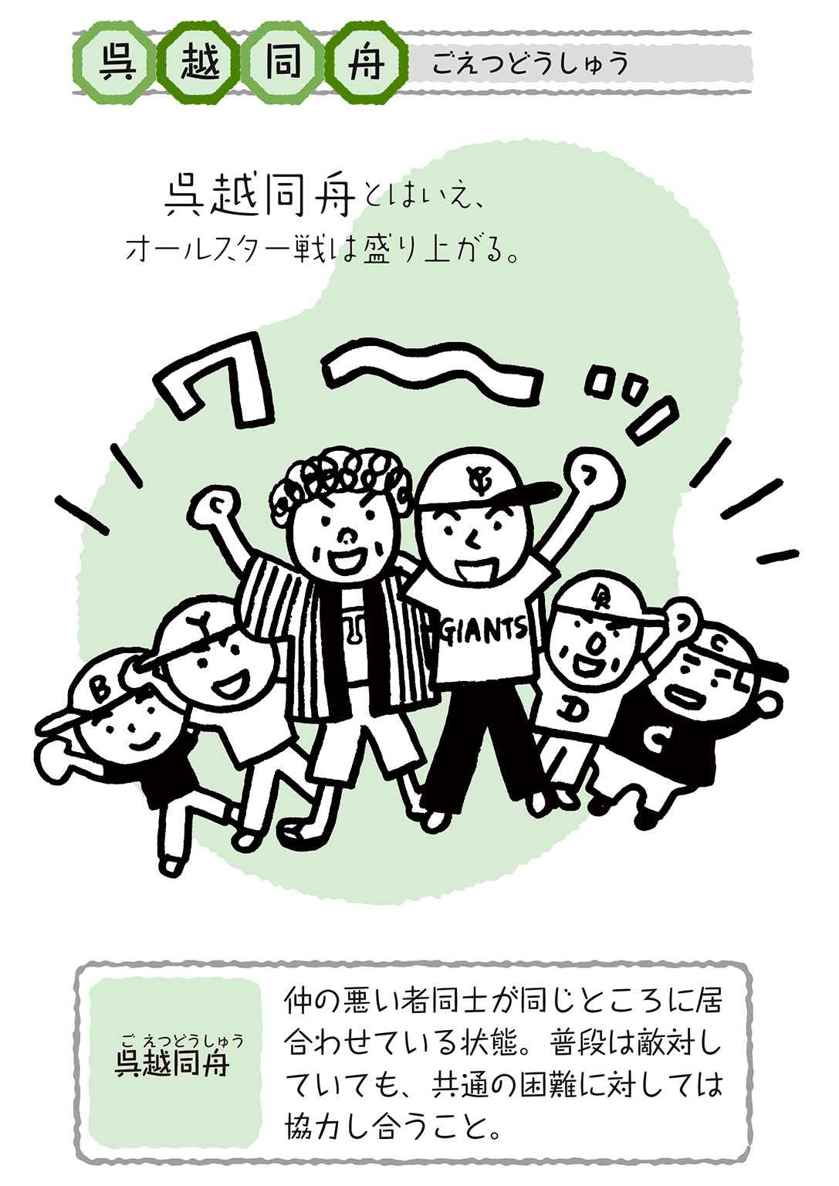 呉越同舟 ごえつどうしゅう
呉越同舟とはいえ、
オールスター戦は盛り上がる。
ワ〜ッ
B
Y
T
GIANTS
R
D
C
C
ごえつどうしゅう
呉越同舟
仲の悪い者同士が同じところに居
合わせている状態。普段は敵対し
ていても、共通の困難に対しては
協力し合うこと。